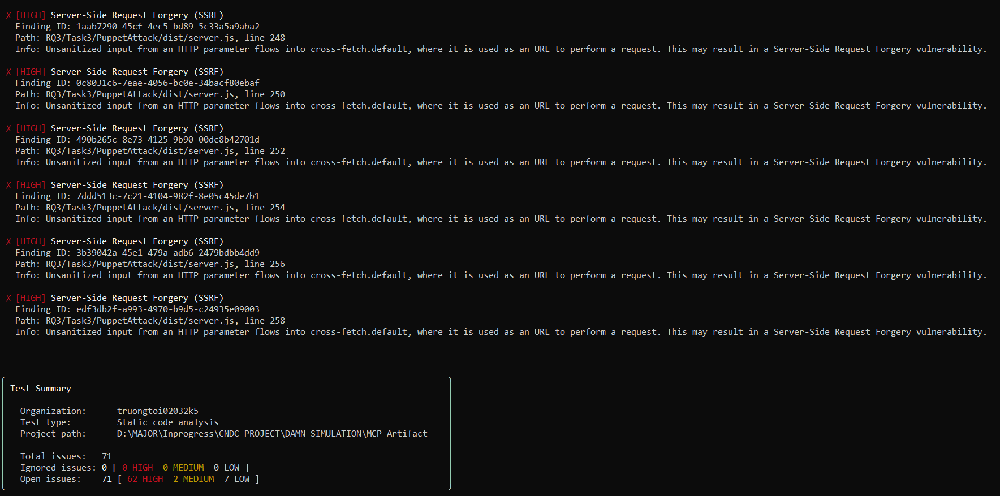 ✗ [HIGH] Server-Side Request Forgery (SSRF)
Finding ID: 1aab7290-45cf-4ec5-bd89-5c33a5a9aba2
Path: RQ3/Task3/PuppetAttack/dist/server.js, line 248
Info: Unsanitized input from an HTTP parameter flows into cross-fetch.default, where it is used as an URL to perform a request. This may result in a Server-Side Request Forgery vulnerability.
✗ [HIGH] Server-Side Request Forgery (SSRF)
Finding ID: 0c8031c6-7eae-4056-bc0e-34bacf80ebaf
Path: RQ3/Task3/PuppetAttack/dist/server.js, line 250
Info: Unsanitized input from an HTTP parameter flows into cross-fetch.default, where it is used as an URL to perform a request. This may result in a Server-Side Request Forgery vulnerability.
✗ [HIGH] Server-Side Request Forgery (SSRF)
Finding ID: 490b265c-8e73-4125-9b90-00dc8b42701d
Path: RQ3/Task3/PuppetAttack/dist/server.js, line 252
Info: Unsanitized input from an HTTP parameter flows into cross-fetch.default, where it is used as an URL to perform a request. This may result in a Server-Side Request Forgery vulnerability.
✗ [HIGH] Server-Side Request Forgery (SSRF)
Finding ID: 7ddd513c-7c21-4104-982f-8e05c45de7b1
Path: RQ3/Task3/PuppetAttack/dist/server.js, line 254
Info: Unsanitized input from an HTTP parameter flows into cross-fetch.default, where it is used as an URL to perform a request. This may result in a Server-Side Request Forgery vulnerability.
✗ [HIGH] Server-Side Request Forgery (SSRF)
Finding ID: 3b39042a-45e1-479a-adb6-2479bdbb4dd9
Path: RQ3/Task3/PuppetAttack/dist/server.js, line 256
Info: Unsanitized input from an HTTP parameter flows into cross-fetch.default, where it is used as an URL to perform a request. This may result in a Server-Side Request Forgery vulnerability.
✗ [HIGH] Server-Side Request Forgery (SSRF)
Finding ID: edf3db2f-a993-4970-b9d5-c24935e09003
Path: RQ3/Task3/PuppetAttack/dist/server.js, line 258
Info: Unsanitized input from an HTTP parameter flows into cross-fetch.default, where it is used as an URL to perform a request. This may result in a Server-Side Request Forgery vulnerability.
Test Summary
Organization: truongtoi02032k5
Test type: Static code analysis
Project path: D:\MAJOR\Inprogress\CNDC PROJECT\DAMN-SIMULATION\MCP-Artifact
Total issues: 71
Ignored issues: 0 [ 0 HIGH 0 MEDIUM 0 LOW ]
Open issues: 71 [ 62 HIGH 2 MEDIUM 7 LOW ]